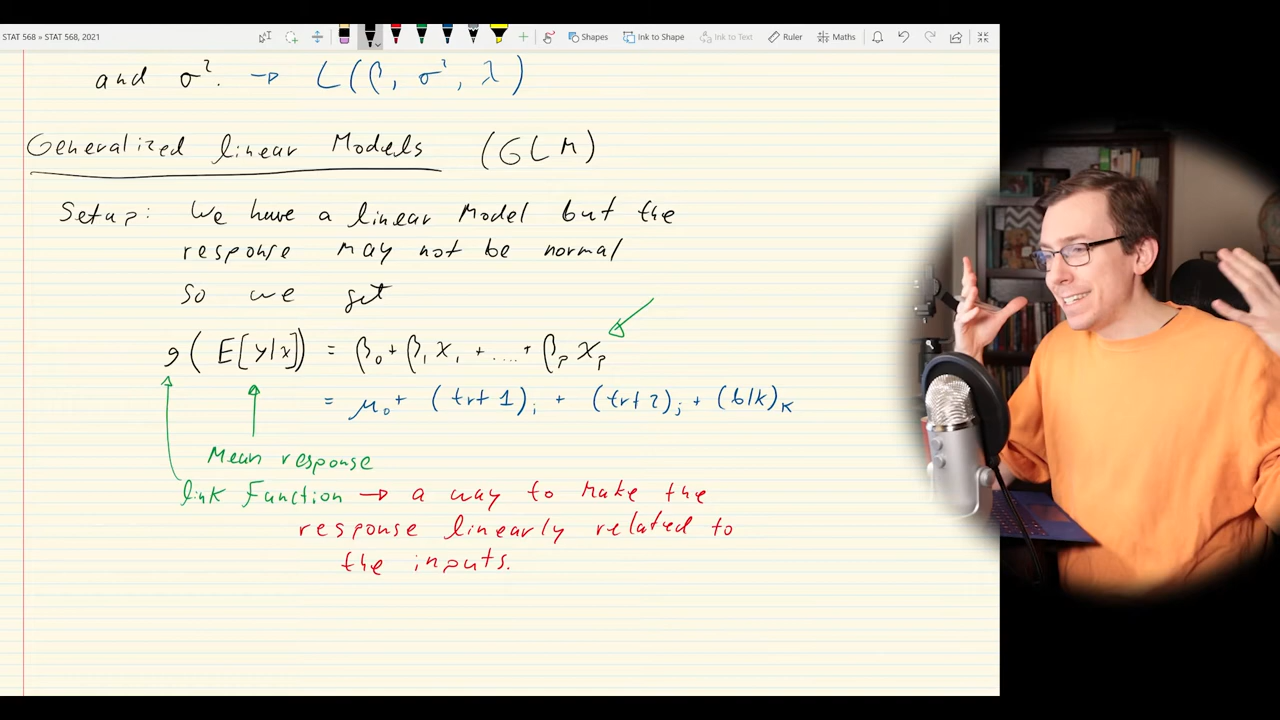 STAT 568 » STAT 568, 2021
Shapes Ink to Shape Ink to Text Ruler Maths
and σ². → L(β, σ², λ)
Generalized linear Models (GLM)
Setup: We have a linear Model but the
response may not be normal
So we get
g(E[y|x]) = β₀ + β₁x₁ + .... + βₚxₚ
= μ₀ + (trt 1)ᵢ + (trt 2)ⱼ + (blk)ₖ
Mean response
link Function → a way to make the
response linearly related to
the inputs.